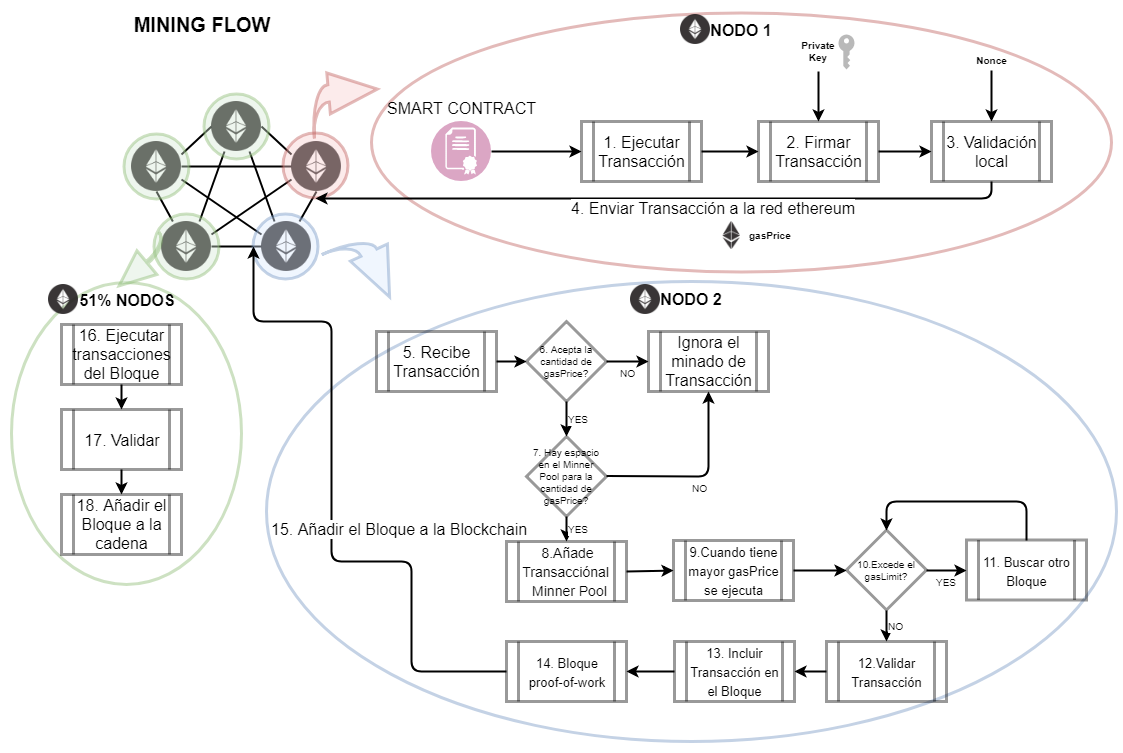 MINING FLOW
NODO 1
Private
Key
Nonce
SMART CONTRACT
1. Ejecutar
Transacción
2. Firmar
Transacción
3. Validación
local
4. Enviar Transacción a la red ethereum
gasPrice
51% NODOS
16. Ejecutar
transacciones
del Bloque
17. Validar
18. Añadir el
Bloque a la
cadena
NODO 2
5. Recibe
Transacción
6. Acepta la
cantidad de
gasPrice?
NO
Ignora el
minado de
Transacción
YES
7. Hay espacio
en el Minner
Pool para la
cantidad de
gasPrice?
NO
YES
15. Añadir el Bloque a la Blockchain
8.Añade
Transacciónal
Minner Pool
9.Cuando tiene
mayor gasPrice
se ejecuta
10.Excede el
gasLimit?
YES
11. Buscar otro
Bloque
NO
12.Validar
Transacción
13. Incluir
Transacción en
el Bloque
14. Bloque
proof-of-work